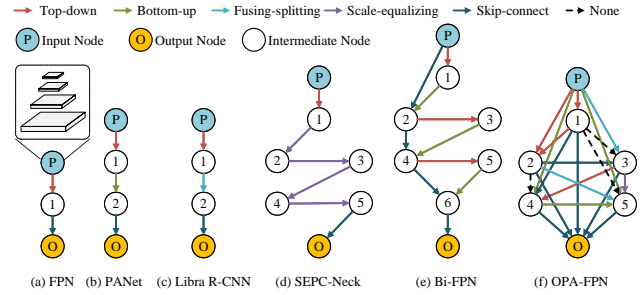 Top-down Bottom-up Fusing-splitting Scale-equalizing Skip-connect None
P Input Node O Output Node Intermediate Node
P
1
O
P
1
2
O
P
1
2
O
P
1
2 3
4 5
O
P
1
2 3
4 5
6
O
P
1
2 3
4 5
O
(a) FPN (b) PANet (c) Libra R-CNN (d) SEPC-Neck (e) Bi-FPN (f) OPA-FPN